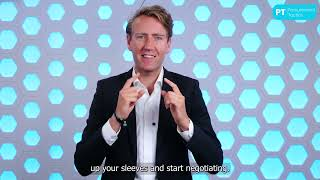 PT Procurement
Tactics
up your sleeves and start negotiating.